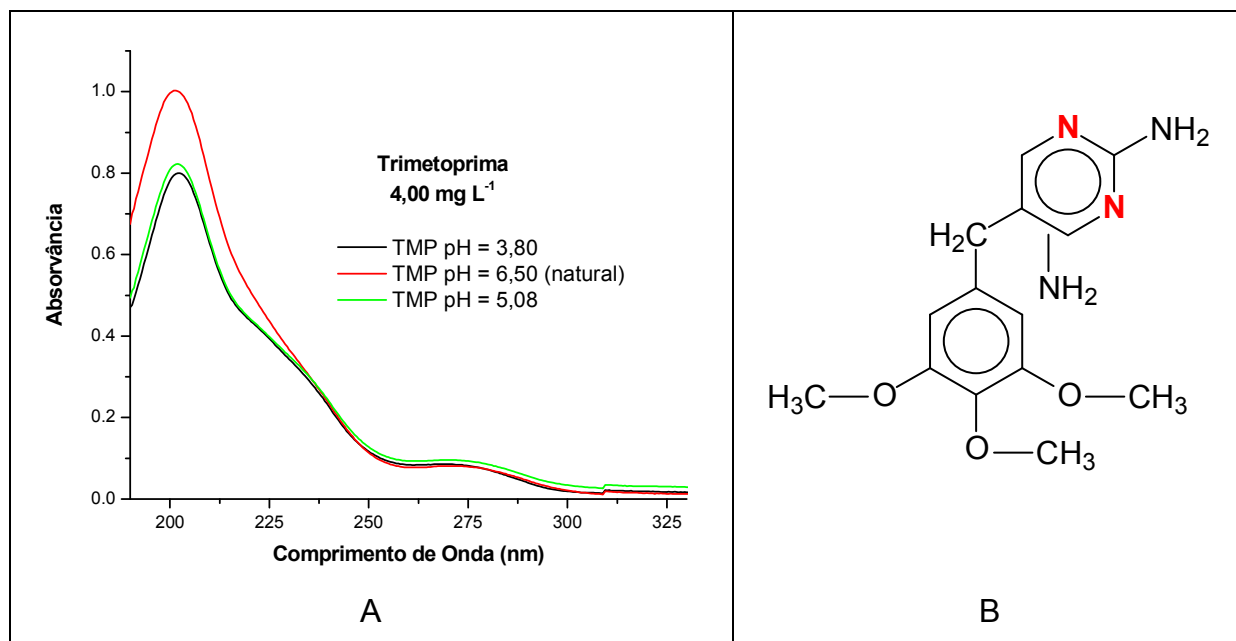 1.0
0.8
0.6
0.4
0.2
0.0
Absorvância
200
225
250
275
300
325
Comprimento de Onda (nm)
Trimetoprima
4,00 mg L-1
TMP pH = 3,80
TMP pH = 6,50 (natural)
TMP pH = 5,08
A
N
NH2
N
H2C
NH2
H3C
O
O
CH3
O
CH3
B